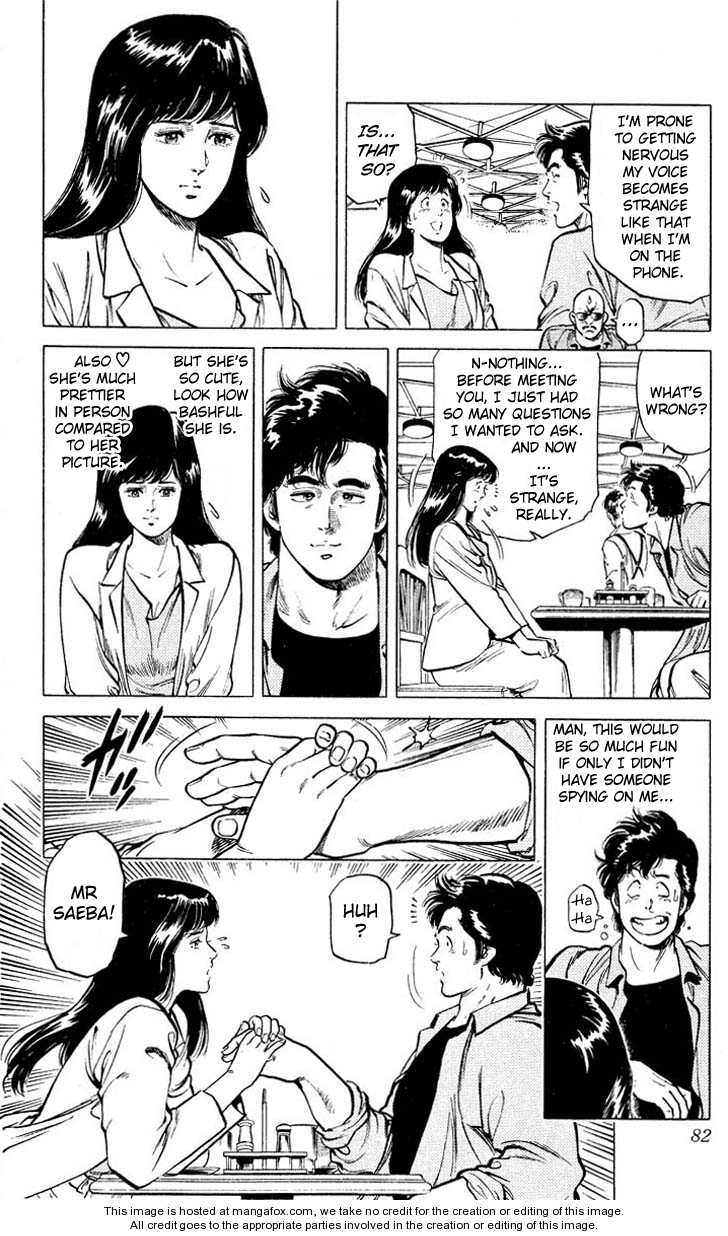 I'M PRONE
TO GETTING
NERVOUS
MY VOICE
BECOMES
STRANGE
LIKE THAT
WHEN I'M
ON THE
PHONE.
IS...
THAT
SO?
...
WHAT'S
WRONG?
N-NOTHING...
BEFORE MEETING
YOU, I JUST HAD
SO MANY QUESTIONS
I WANTED TO ASK.
AND NOW
...
IT'S
STRANGE,
REALLY.
BUT SHE'S
SO CUTE,
LOOK HOW
BASHFUL
SHE IS.
ALSO ♡
SHE'S MUCH
PRETTIER
IN PERSON
COMPARED
TO HER
PICTURE.
MAN, THIS WOULD
BE SO MUCH FUN
IF ONLY I DIDN'T
HAVE SOMEONE
SPYING ON ME...
Ha
Ha
ガッ
MR
SAEBA!
HUH
?
82
This image is hosted at mangafox.com, we take no credit for the creation or editing of this image.
All credit goes to the appropriate parties involved in the creation or editing of this image.